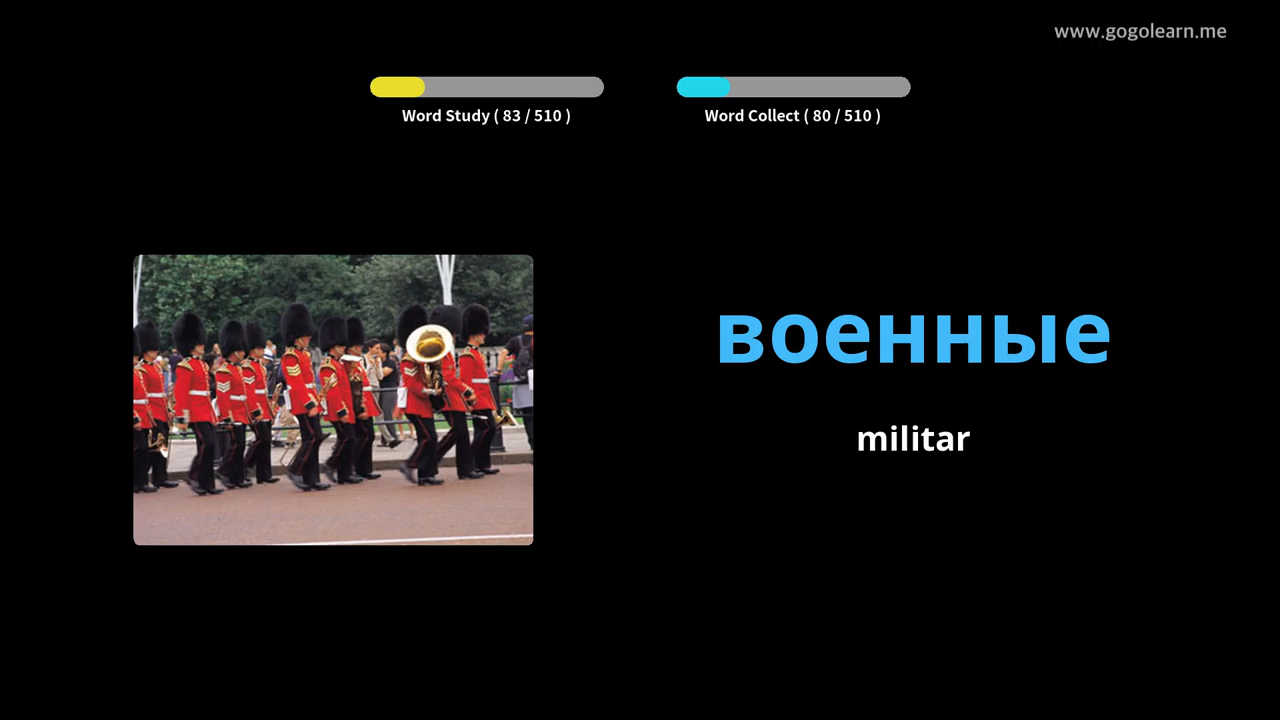 www.gogolearn.me
Word Study ( 83 / 510 )
Word Collect ( 80 / 510 )
военные
militar